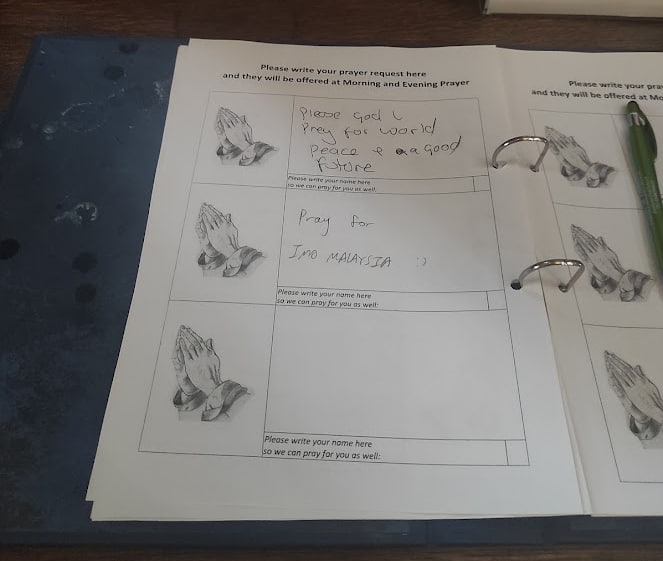 Please write your prayer request here
and they will be offered at Morning and Evening Prayer
Please God I
Pray for world
Peace & a good
future
Please write your name here
so we can pray for you as well:
Pray for
IMO MALAYSIA :)
Please write your name here
so we can pray for you as well:
Please write your name here
so we can pray for you as well:
Please write your pra
and they will be offered at Mo